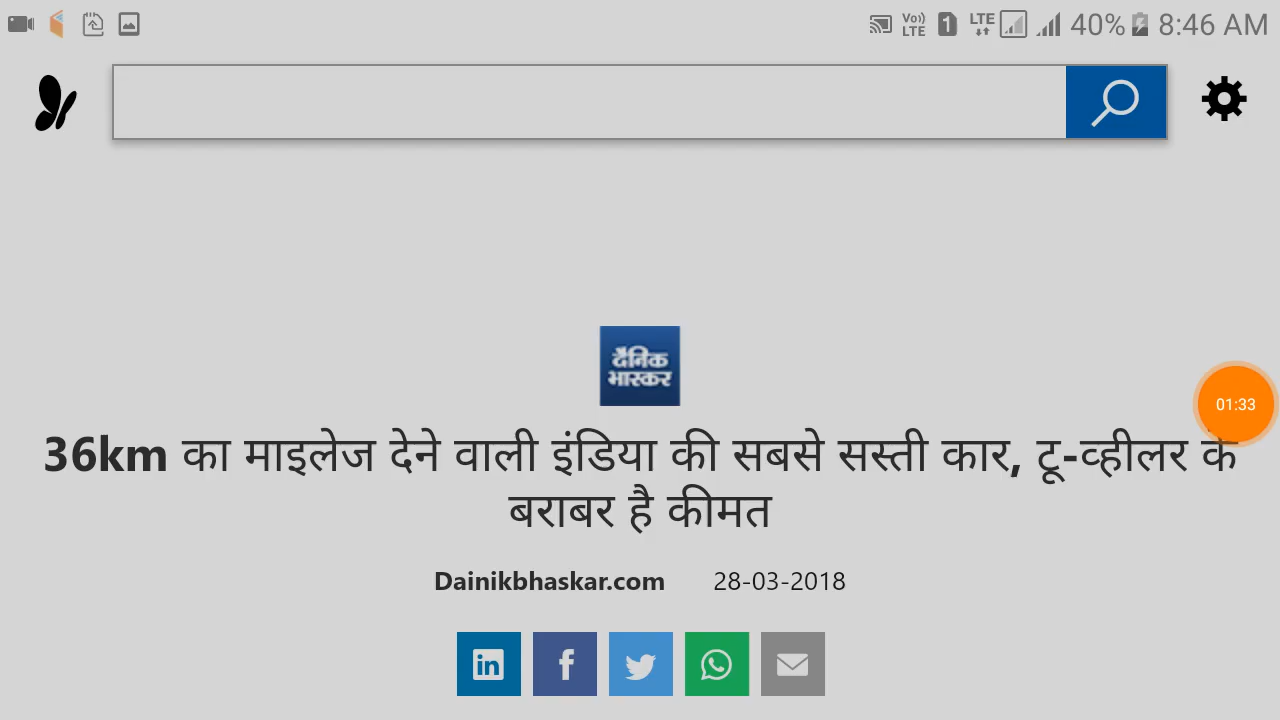 Vo)) LTE 1 LTE 40% 8:46 AM
दैनिक
भास्कर
01:33
36km का माइलेज देने वाली इंडिया की सबसे सस्ती कार, टू-व्हीलर के
बराबर है कीमत
Dainikbhaskar.com 28-03-2018
in f